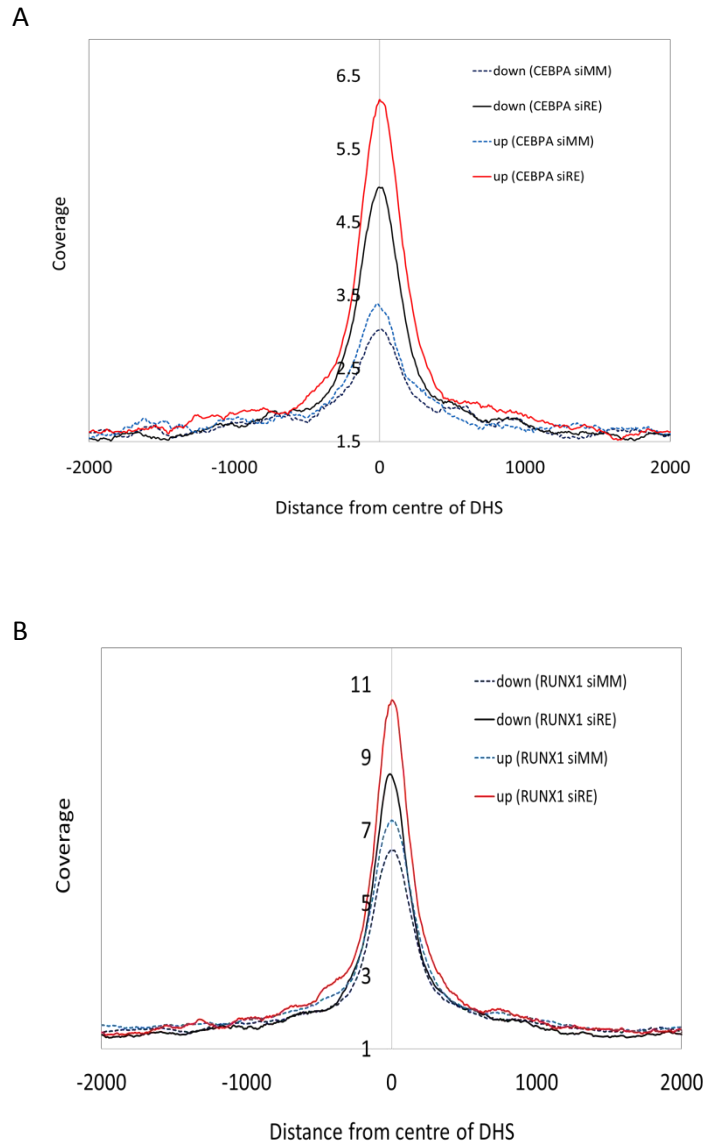 A
6.5
5.5
4.5
3.5
2.5
1.5
Coverage
down (CEBPA siMM)
down (CEBPA siRE)
up (CEBPA siMM)
up (CEBPA siRE)
-2000 -1000 0 1000 2000
Distance from centre of DHS
B
11
9
7
5
3
1
Coverage
down (RUNX1 siMM)
down (RUNX1 siRE)
up (RUNX1 siMM)
up (RUNX1 siRE)
-2000 -1000 0 1000 2000
Distance from centre of DHS